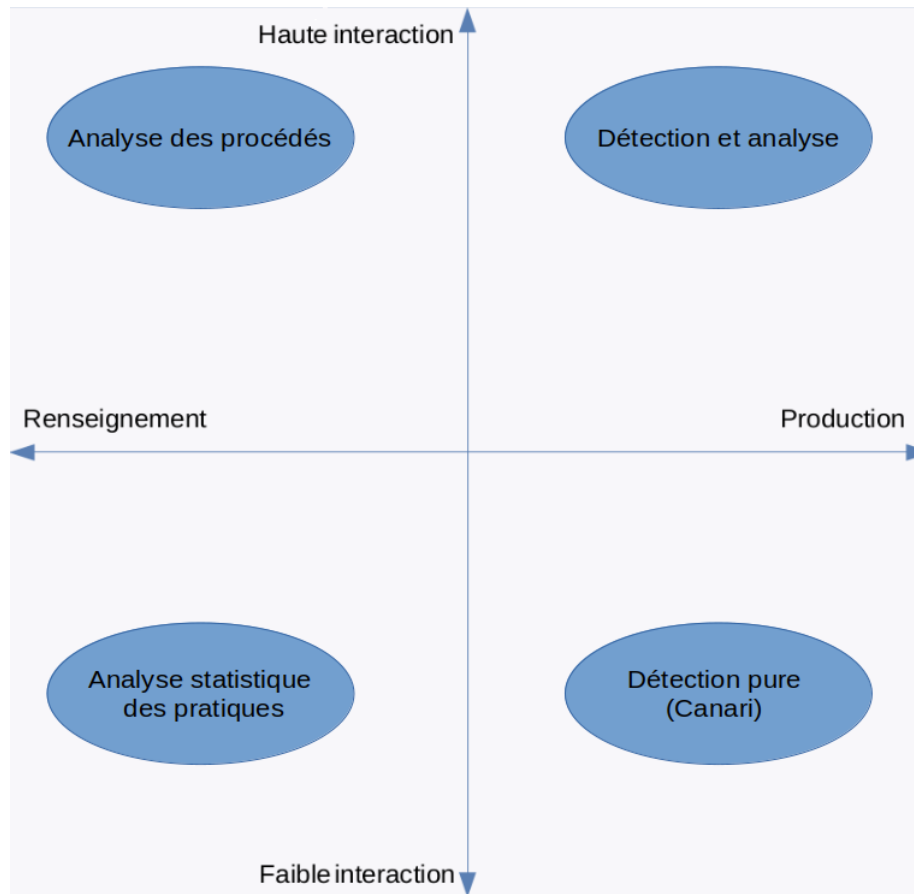 Haute interaction
Analyse des procédés
Détection et analyse
Renseignement
Production
Analyse statistique
des pratiques
Détection pure
(Canari)
Faible interaction